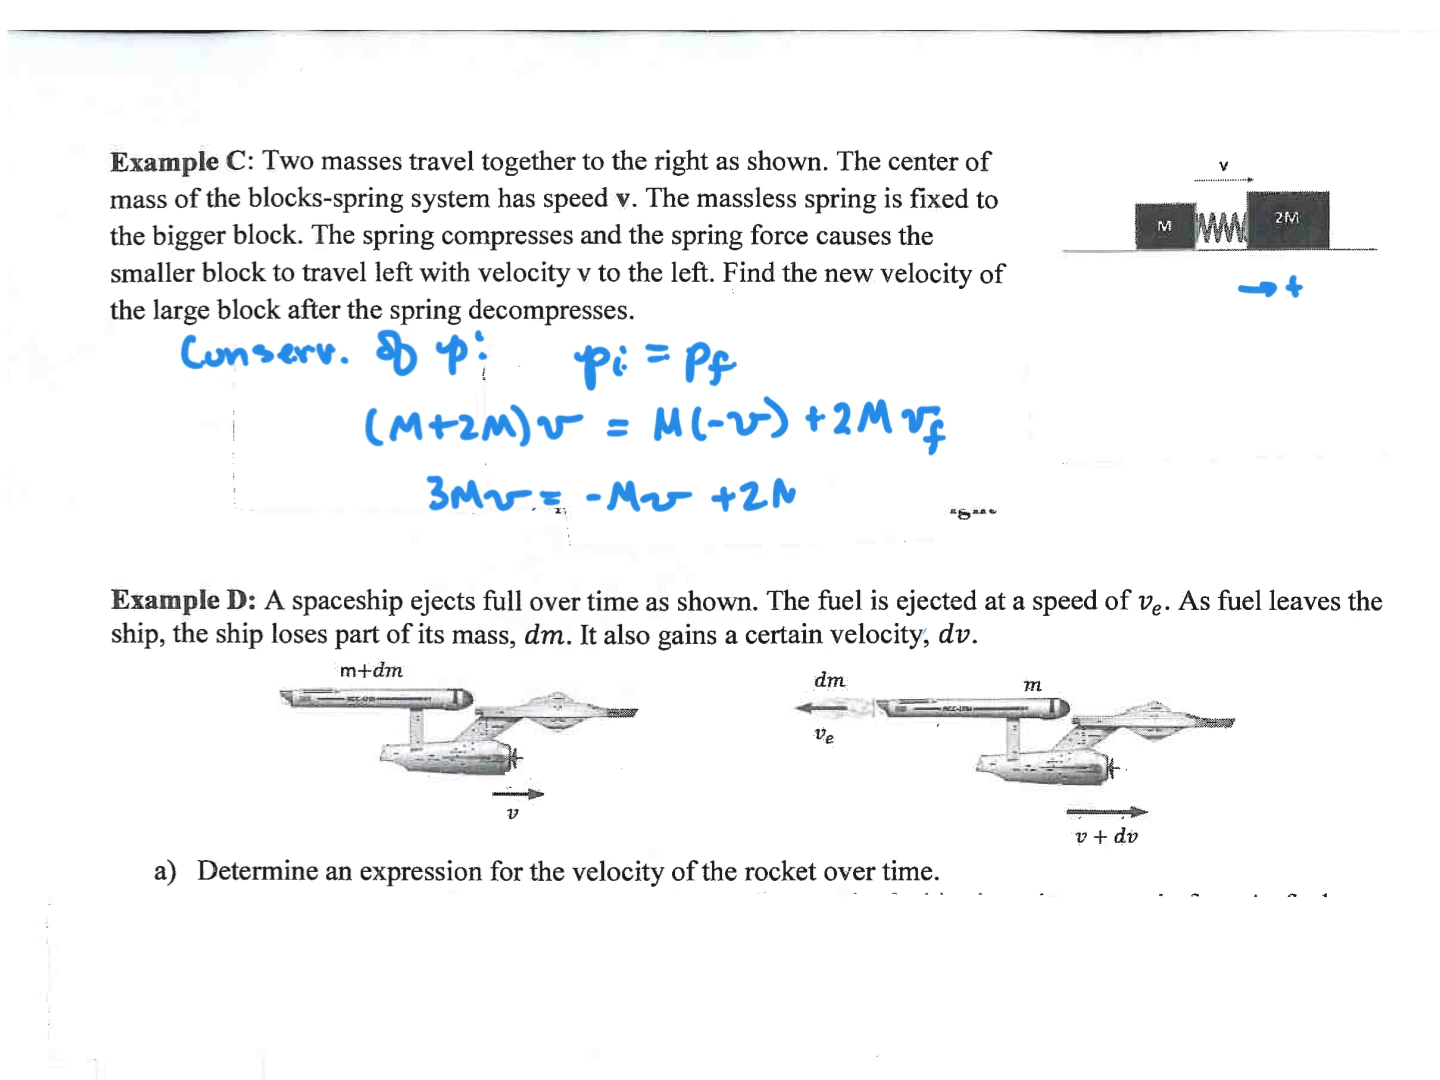 Example C: Two masses travel together to the right as shown. The center of
mass of the blocks-spring system has speed v. The massless spring is fixed to
the bigger block. The spring compresses and the spring force causes the
smaller block to travel left with velocity v to the left. Find the new velocity of
the large block after the spring decompresses.
v
M
2M
→ +
Conserv. of p: pi = pf
(M+2M)v = M(-v) + 2M vf
3Mv = -Mv + 2
Example D: A spaceship ejects full over time as shown. The fuel is ejected at a speed of vₑ. As fuel leaves the
ship, the ship loses part of its mass, dm. It also gains a certain velocity, dv.
m+dm
v
dm
m
vₑ
v + dv
a) Determine an expression for the velocity of the rocket over time.